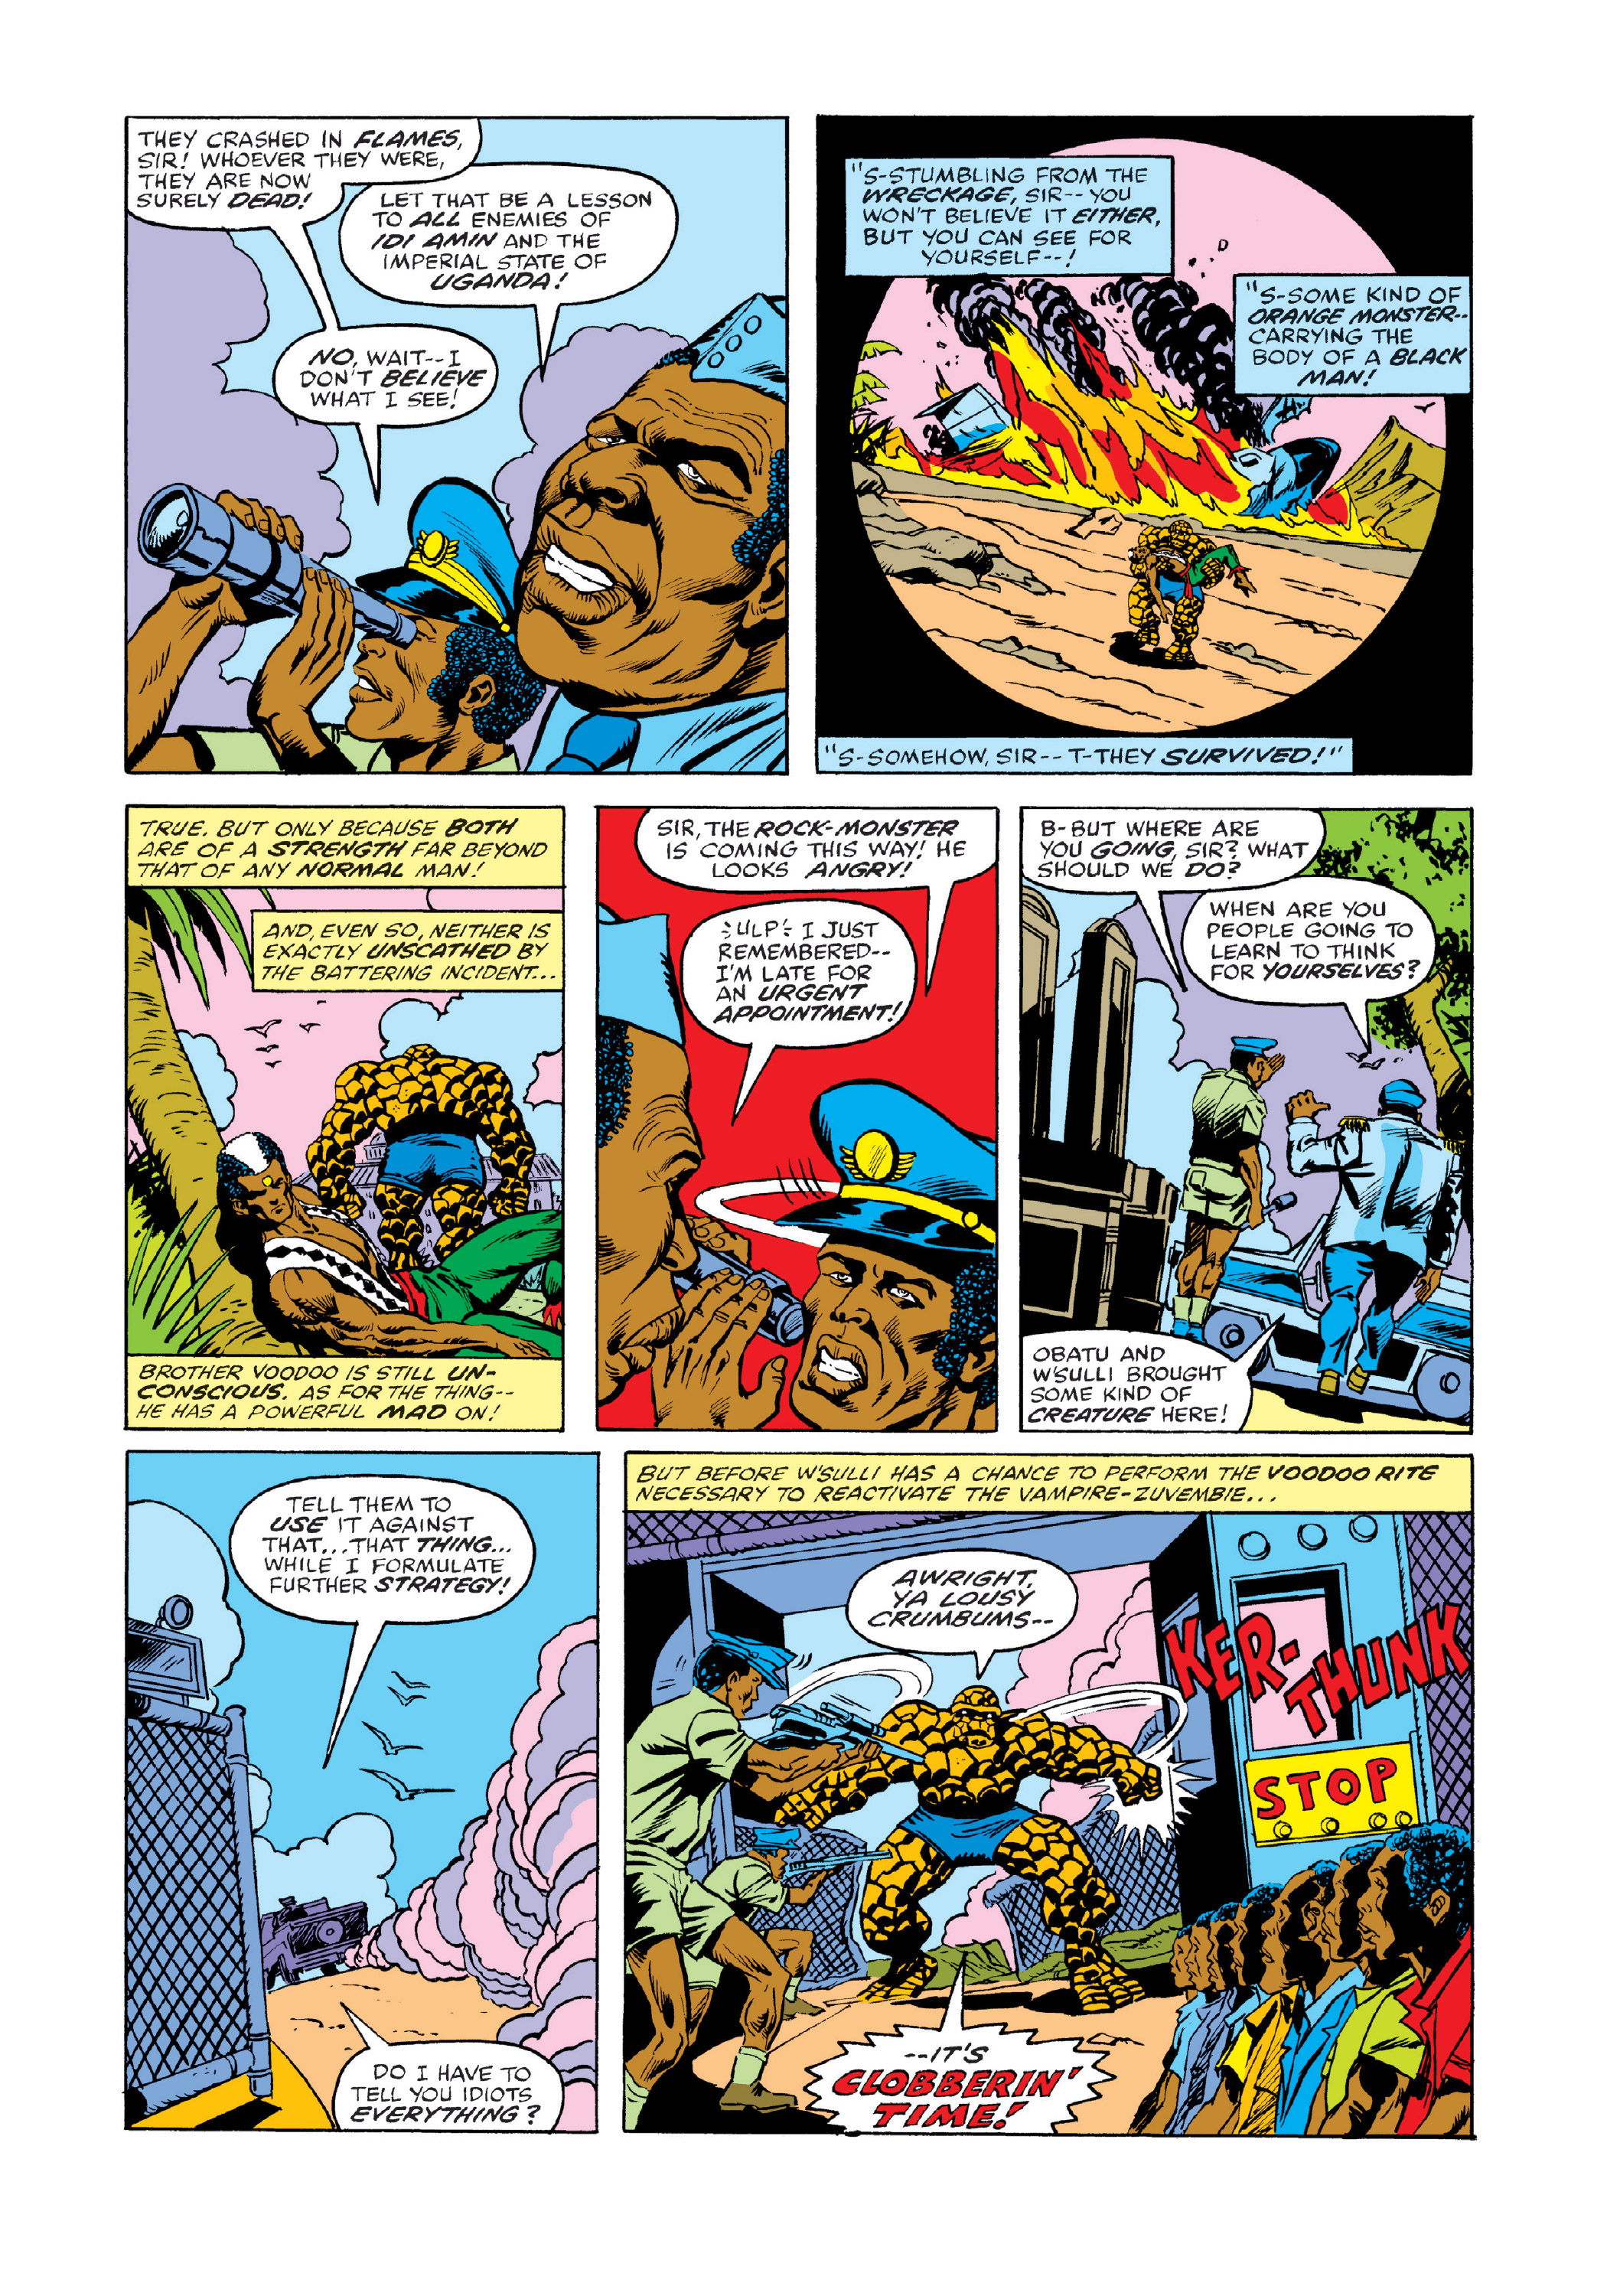 THEY CRASHED IN FLAMES,
SIR! WHOEVER THEY WERE,
THEY ARE NOW
SURELY DEAD!
LET THAT BE A LESSON
TO ALL ENEMIES OF
IDI AMIN AND THE
IMPERIAL STATE OF
UGANDA!
NO, WAIT--I
DON'T BELIEVE
WHAT I SEE!
"S-STUMBLING FROM THE
WRECKAGE, SIR--YOU
WON'T BELIEVE IT EITHER,
BUT YOU CAN SEE FOR
YOURSELF--!
"S-SOME KIND OF
ORANGE MONSTER--
CARRYING THE
BODY OF A BLACK
MAN!
"S-SOMEHOW, SIR--T-THEY SURVIVED!"
TRUE. BUT ONLY BECAUSE BOTH
ARE OF A STRENGTH FAR BEYOND
THAT OF ANY NORMAL MAN!
AND, EVEN SO, NEITHER IS
EXACTLY UNSCATHED BY
THE BATTERING INCIDENT...
BROTHER VOODOO IS STILL UN-
CONSCIOUS. AS FOR THE THING--
HE HAS A POWERFUL MAD ON!
SIR, THE ROCK-MONSTER
IS COMING THIS WAY! HE
LOOKS ANGRY!
:ULP: I JUST
REMEMBERED--
I'M LATE FOR
AN URGENT
APPOINTMENT!
B-BUT WHERE ARE
YOU GOING, SIR? WHAT
SHOULD WE DO?
WHEN ARE YOU
PEOPLE GOING TO
LEARN TO THINK
FOR YOURSELVES?
OBATU AND
W'SULLI BROUGHT
SOME KIND OF
CREATURE HERE!
TELL THEM TO
USE IT AGAINST
THAT...THAT THING...
WHILE I FORMULATE
FURTHER STRATEGY!
DO I HAVE TO
TELL YOU IDIOTS
EVERYTHING?
BUT BEFORE W'SULLI HAS A CHANCE TO PERFORM THE VOODOO RITE
NECESSARY TO REACTIVATE THE VAMPIRE-ZUVEMBIE...
AWRIGHT,
YA LOUSY
CRUMBUMS--
KER-
THUNK
STOP
--IT'S
CLOBBERIN'
TIME!